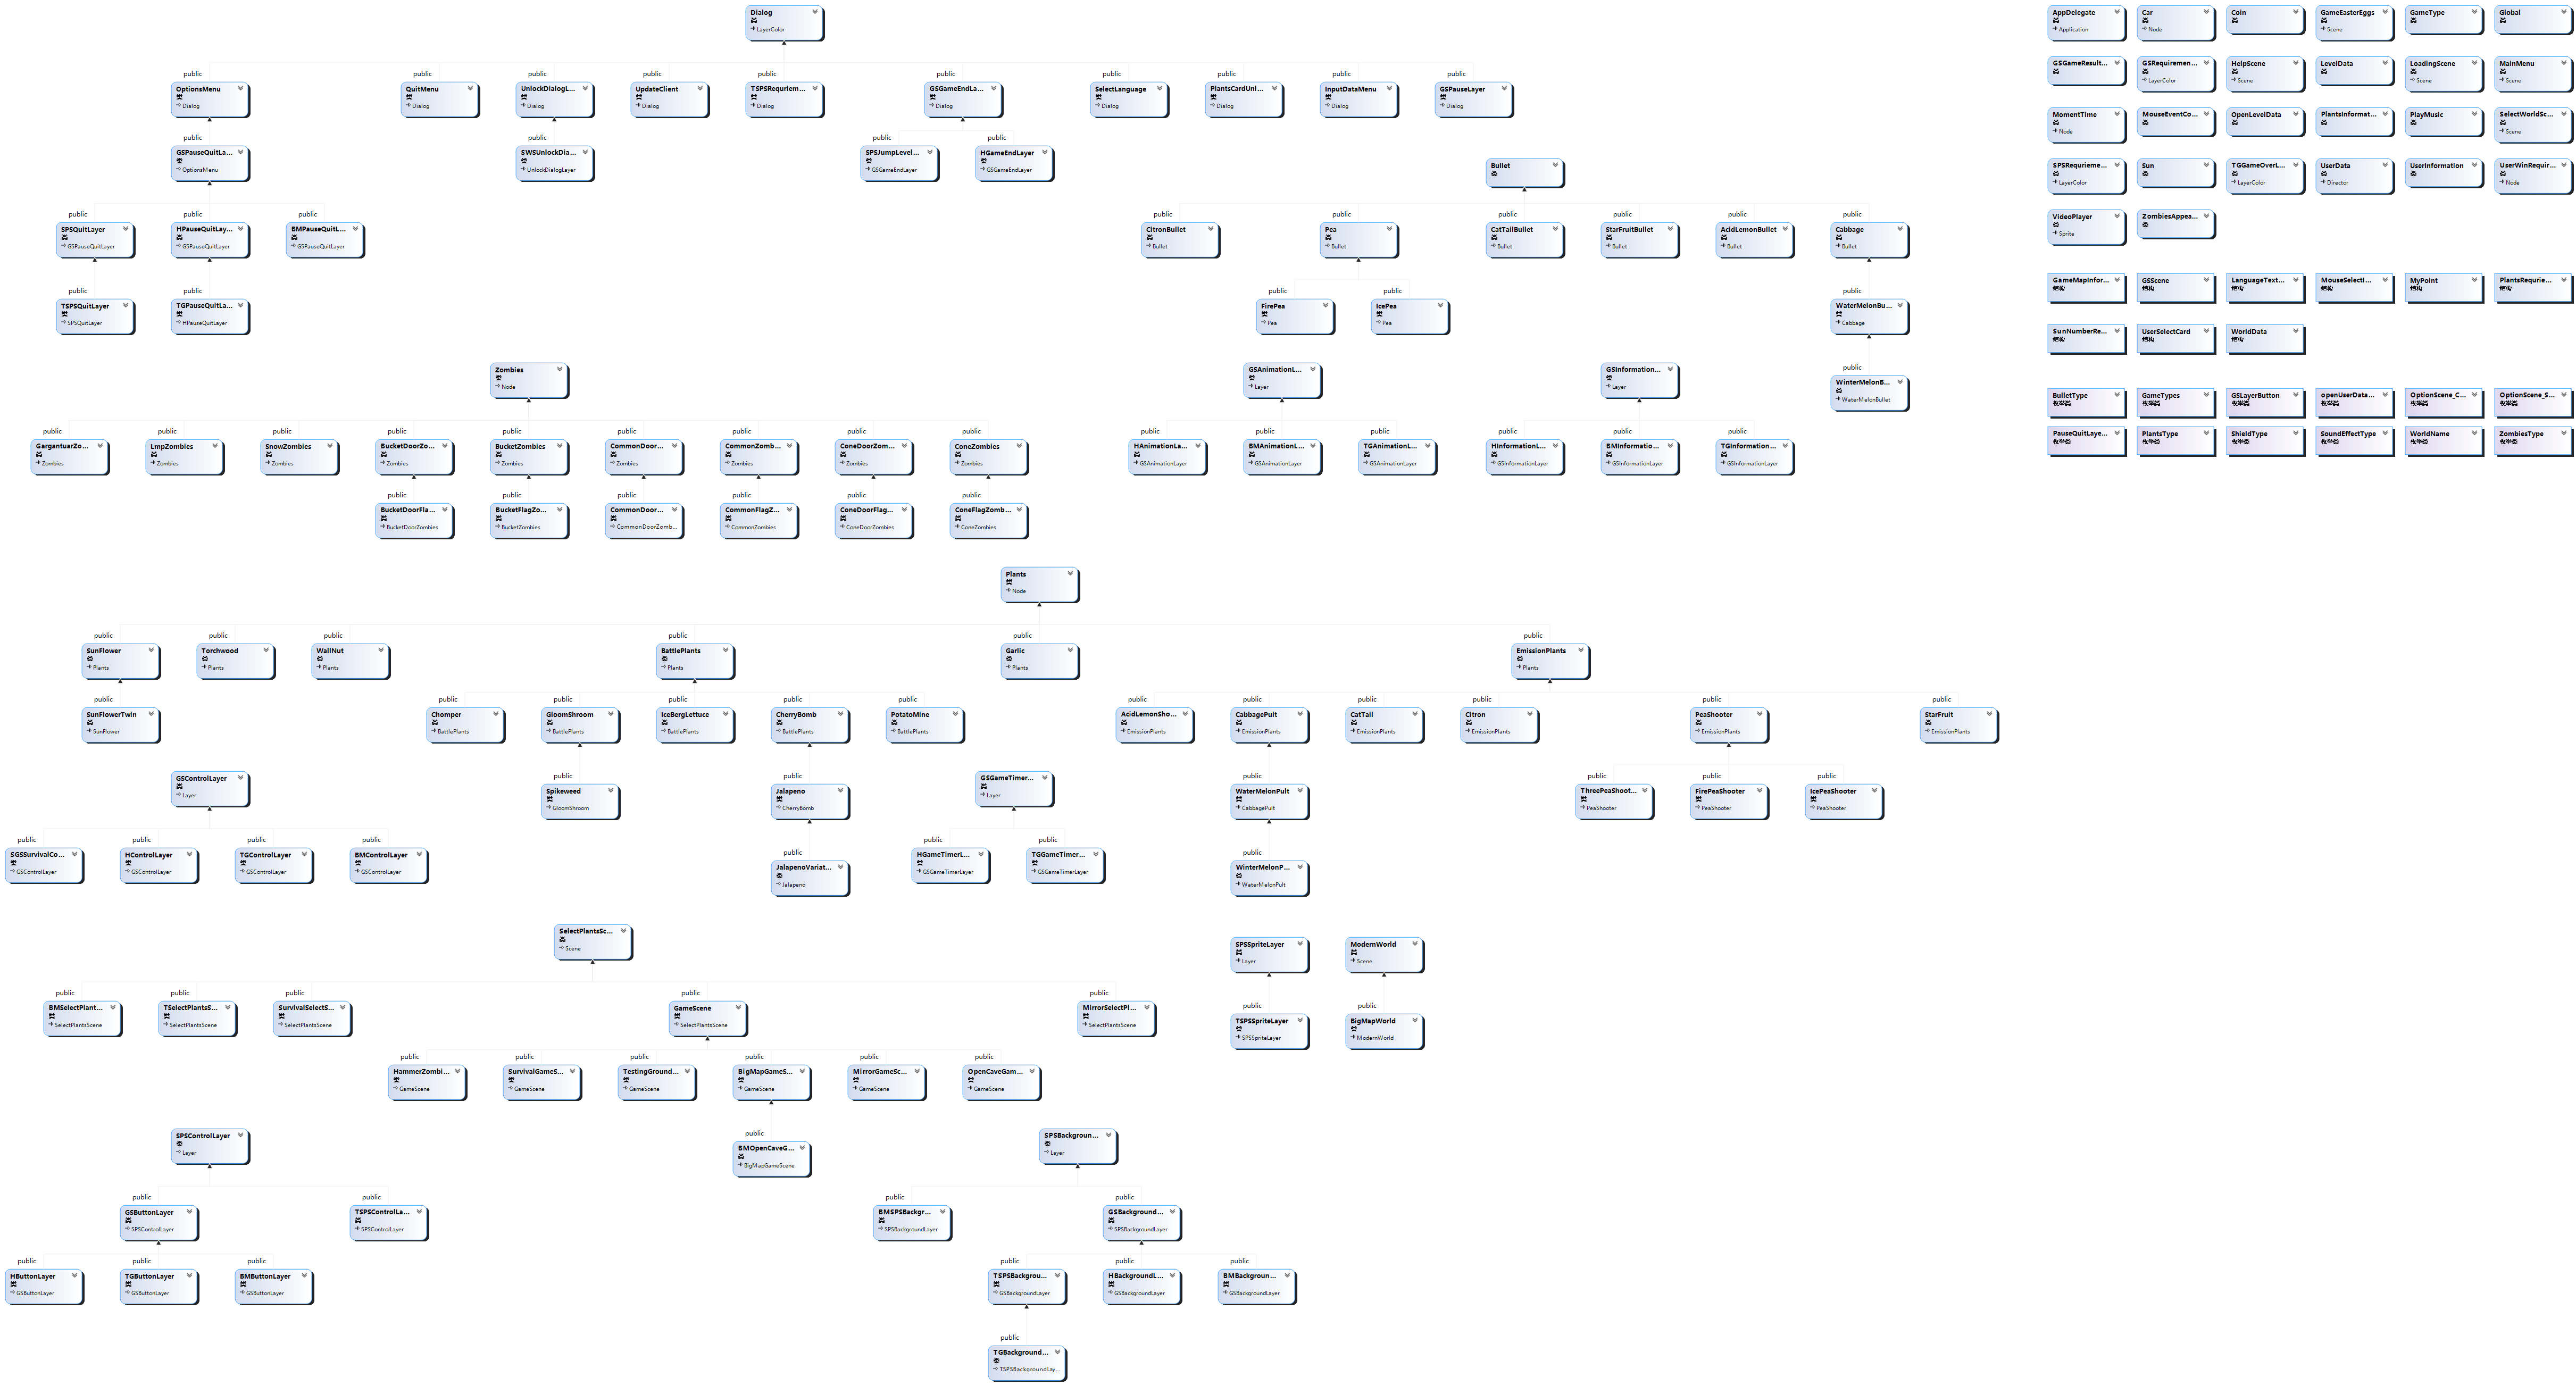 Dialog
类
LayerColor
public
OptionsMenu
类
Dialog
public
QuitMenu
类
Dialog
public
UnlockDialogL...
类
Dialog
public
UpdateClient
类
Dialog
public
TSPSRequriem...
类
Dialog
public
GSGameEndLa...
类
Dialog
public
SelectLanguage
类
Dialog
public
PlantsCardUnl...
类
Dialog
public
InputDataMenu
类
Dialog
public
GSPauseLayer
类
Dialog
public
GSPauseQuitLa...
类
OptionsMenu
public
SWSUnlockDia...
类
UnlockDialogLayer
public
SPSJumpLevel...
类
GSGameEndLayer
public
HGameEndLayer
类
GSGameEndLayer
public
SPSQuitLayer
类
GSPauseQuitLayer
public
HPauseQuitLay...
类
GSPauseQuitLayer
public
BMPauseQuitL...
类
GSPauseQuitLayer
public
TSPSQuitLayer
类
SPSQuitLayer
public
TGPauseQuitLa...
类
HPauseQuitLayer
Bullet
类
public
CitronBullet
类
Bullet
public
Pea
类
Bullet
public
CatTailBullet
类
Bullet
public
StarFruitBullet
类
Bullet
public
AcidLemonBullet
类
Bullet
public
Cabbage
类
Bullet
public
FirePea
类
Pea
public
IcePea
类
Pea
public
WaterMelonBu...
类
Cabbage
public
WinterMelonB...
类
WaterMelonBullet
Zombies
类
Node
public
GargantuarZo...
类
Zombies
public
LmpZombies
类
Zombies
public
SnowZombies
类
Zombies
public
BucketDoorZo...
类
Zombies
public
BucketZombies
类
Zombies
public
CommonDoor...
类
Zombies
public
CommonZomb...
类
Zombies
public
ConeDoorZom...
类
Zombies
public
ConeZombies
类
Zombies
public
BucketDoorFla...
类
BucketDoorZombies
public
BucketFlagZo...
类
BucketZombies
public
CommonDoor...
类
CommonDoorZomb...
public
CommonFlagZ...
类
CommonZombies
public
ConeDoorFlag...
类
ConeDoorZombies
public
ConeFlagZomb...
类
ConeZombies
GSAnimationL...
类
Layer
public
HAnimationLa...
类
GSAnimationLayer
public
BMAnimationL...
类
GSAnimationLayer
public
TGAnimationL...
类
GSAnimationLayer
GSInformation...
类
Layer
public
HInformationL...
类
GSInformationLayer
public
BMInformatio...
类
GSInformationLayer
public
TGInformation...
类
GSInformationLayer
Plants
类
Node
public
SunFlower
类
Plants
public
Torchwood
类
Plants
public
WallNut
类
Plants
public
BattlePlants
类
Plants
public
Garlic
类
Plants
public
EmissionPlants
类
Plants
public
SunFlowerTwin
类
SunFlower
public
Chomper
类
BattlePlants
public
GloomShroom
类
BattlePlants
public
IceBergLettuce
类
BattlePlants
public
CherryBomb
类
BattlePlants
public
PotatoMine
类
BattlePlants
public
AcidLemonSho...
类
EmissionPlants
public
CabbagePult
类
EmissionPlants
public
CatTail
类
EmissionPlants
public
Citron
类
EmissionPlants
public
PeaShooter
类
EmissionPlants
public
StarFruit
类
EmissionPlants
public
Spikeweed
类
GloomShroom
public
Jalapeno
类
CherryBomb
public
WaterMelonPult
类
CabbagePult
public
ThreePeaShoot...
类
PeaShooter
public
FirePeaShooter
类
PeaShooter
public
IcePeaShooter
类
PeaShooter
public
JalapenoVariat...
类
Jalapeno
public
WinterMelonP...
类
WaterMelonPult
GSControlLayer
类
Layer
public
SGSSurvivalCo...
类
GSControlLayer
public
HControlLayer
类
GSControlLayer
public
TGControlLayer
类
GSControlLayer
public
BMControlLayer
类
GSControlLayer
GSGameTimer...
类
Layer
public
HGameTimerL...
类
GSGameTimerLayer
public
TGGameTimer...
类
GSGameTimerLayer
SelectPlantsSc...
类
Scene
public
BMSelectPlant...
类
SelectPlantsScene
public
TSelectPlantsS...
类
SelectPlantsScene
public
SurvivalSelectS...
类
SelectPlantsScene
public
GameScene
类
SelectPlantsScene
public
MirrorSelectPl...
类
SelectPlantsScene
public
HammerZombi...
类
GameScene
public
SurvivalGameS...
类
GameScene
public
TestingGround...
类
GameScene
public
BigMapGameS...
类
GameScene
public
MirrorGameSc...
类
GameScene
public
OpenCaveGam...
类
GameScene
public
BMOpenCaveG...
类
BigMapGameScene
SPSSpriteLayer
类
Layer
public
TSPSSpriteLayer
类
SPSSpriteLayer
ModernWorld
类
Scene
public
BigMapWorld
类
ModernWorld
SPSControlLayer
类
Layer
public
GSButtonLayer
类
SPSControlLayer
public
TSPSControlLa...
类
SPSControlLayer
public
HButtonLayer
类
GSButtonLayer
public
TGButtonLayer
类
GSButtonLayer
public
BMButtonLayer
类
GSButtonLayer
SPSBackgroun...
类
Layer
public
BMSPSBackgr...
类
SPSBackgroundLayer
public
GSBackground...
类
SPSBackgroundLayer
public
TSPSBackgrou...
类
GSBackgroundLayer
public
HBackgroundL...
类
GSBackgroundLayer
public
BMBackgroun...
类
GSBackgroundLayer
public
TGBackground...
类
TSPSBackgroundLay...
AppDelegate
类
Application
Car
类
Node
Coin
类
GameEasterEggs
类
Scene
GameType
类
Global
类
GSGameResult...
类
GSRequiremen...
类
LayerColor
HelpScene
类
Scene
LevelData
类
LoadingScene
类
Scene
MainMenu
类
Scene
MomentTime
类
Node
MouseEventCo...
类
OpenLevelData
类
PlantsInformat...
类
PlayMusic
类
SelectWorldSc...
类
Scene
SPSRequrieme...
类
LayerColor
Sun
类
TGGameOverL...
类
LayerColor
UserData
类
Director
UserInformation
类
UserWinRequir...
类
Node
VideoPlayer
类
Sprite
ZombiesAppea...
类
GameMapInfor...
结构
GSScene
结构
LanguageText...
结构
MouseSelecti...
结构
MyPoint
结构
PlantsRequrie...
结构
SunNumberRe...
结构
UserSelectCard
结构
WorldData
结构
BulletType
枚举类
GameTypes
枚举类
GSLayerButton
枚举类
openUserData...
枚举类
OptionScene_C...
枚举类
OptionScene_S...
枚举类
PauseQuitLaye...
枚举类
PlantsType
枚举类
ShieldType
枚举类
SoundEffectType
枚举类
WorldName
枚举类
ZombiesType
枚举类